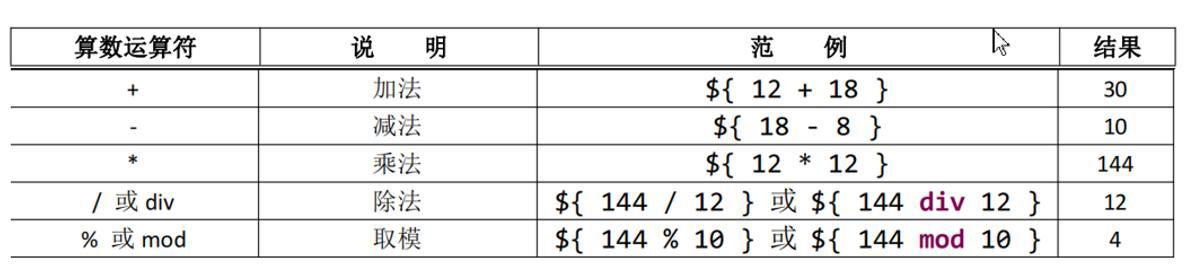 算数运算符 说 明 范 例 结果
+ 加法 ${ 12 + 18 } 30
- 减法 ${ 18 - 8 } 10
* 乘法 ${ 12 * 12 } 144
/ 或 div 除法 ${ 144 / 12 } 或 ${ 144 div 12 } 12
% 或 mod 取模 ${ 144 % 10 } 或 ${ 144 mod 10 } 4